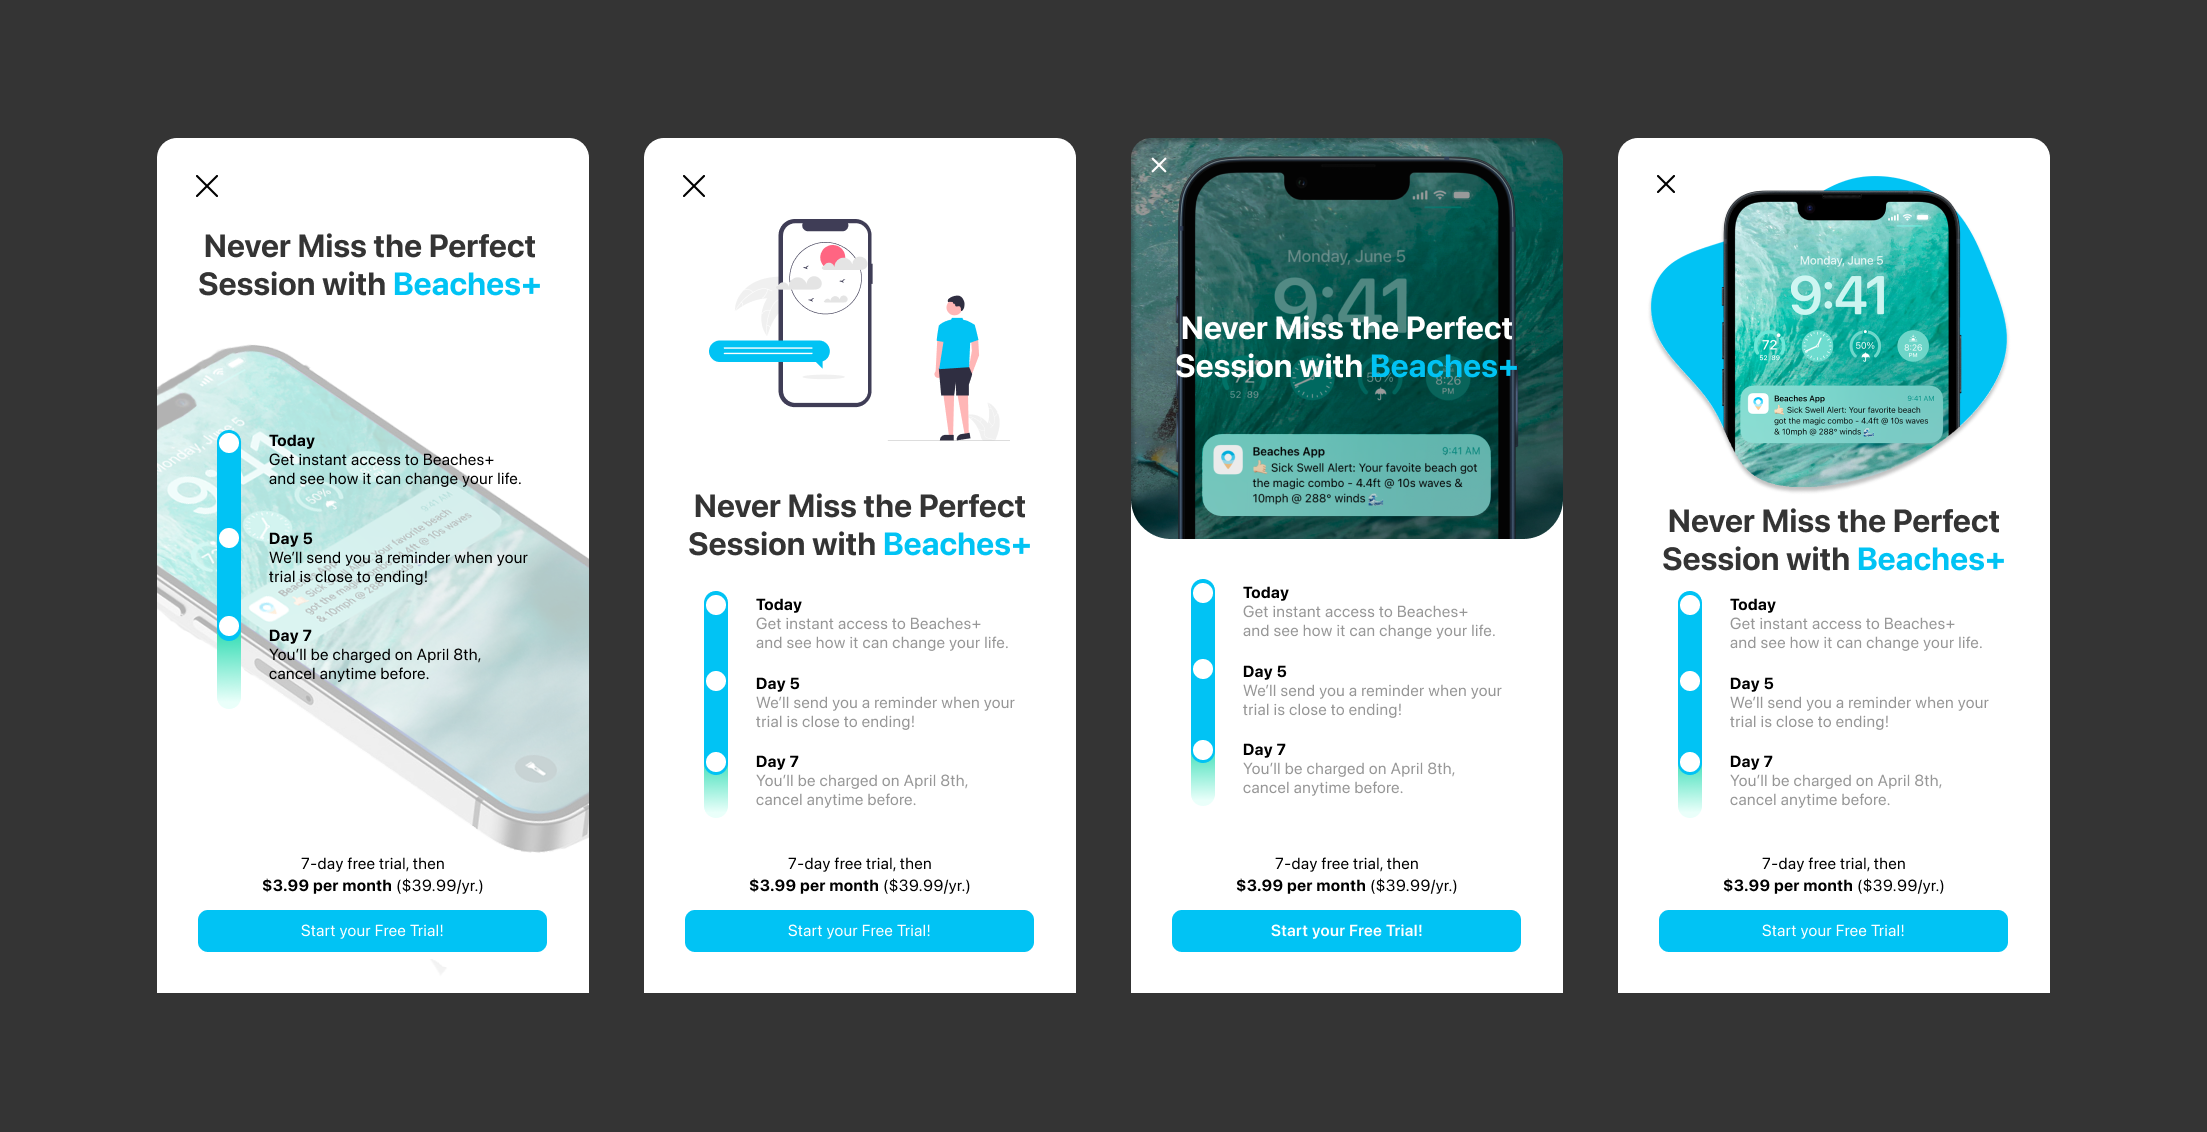 Never Miss the Perfect
Session with Beaches+
Today
Get instant access to Beaches+
and see how it can change your life.
Day 5
We'll send you a reminder when your
trial is close to ending!
Day 7
You'll be charged on April 8th,
cancel anytime before.
7-day free trial, then
$3.99 per month ($39.99/yr.)
Start your Free Trial!
Never Miss the Perfect
Session with Beaches+
Today
Get instant access to Beaches+
and see how it can change your life.
Day 5
We'll send you a reminder when your
trial is close to ending!
Day 7
You'll be charged on April 8th,
cancel anytime before.
7-day free trial, then
$3.99 per month ($39.99/yr.)
Start your Free Trial!
Monday, June 5
9:41
Never Miss the Perfect
Session with Beaches+
72
50%
8:26
52 89
PM
Beaches App 9:41 AM
🤙🏻 Sick Swell Alert: Your favoite beach got
the magic combo - 4.4ft @ 10s waves &
10mph @ 288° winds 🌊
Today
Get instant access to Beaches+
and see how it can change your life.
Day 5
We'll send you a reminder when your
trial is close to ending!
Day 7
You'll be charged on April 8th,
cancel anytime before.
7-day free trial, then
$3.99 per month ($39.99/yr.)
Start your Free Trial!
Monday, June 5
9:41
72
50%
8:26
52 89
PM
Beaches App 9:41 AM
🤙🏻 Sick Swell Alert: Your favorite beach
got the magic combo - 4.4ft @ 10s waves
& 10mph @ 288° winds 🌊
Never Miss the Perfect
Session with Beaches+
Today
Get instant access to Beaches+
and see how it can change your life.
Day 5
We'll send you a reminder when your
trial is close to ending!
Day 7
You'll be charged on April 8th,
cancel anytime before.
7-day free trial, then
$3.99 per month ($39.99/yr.)
Start your Free Trial!